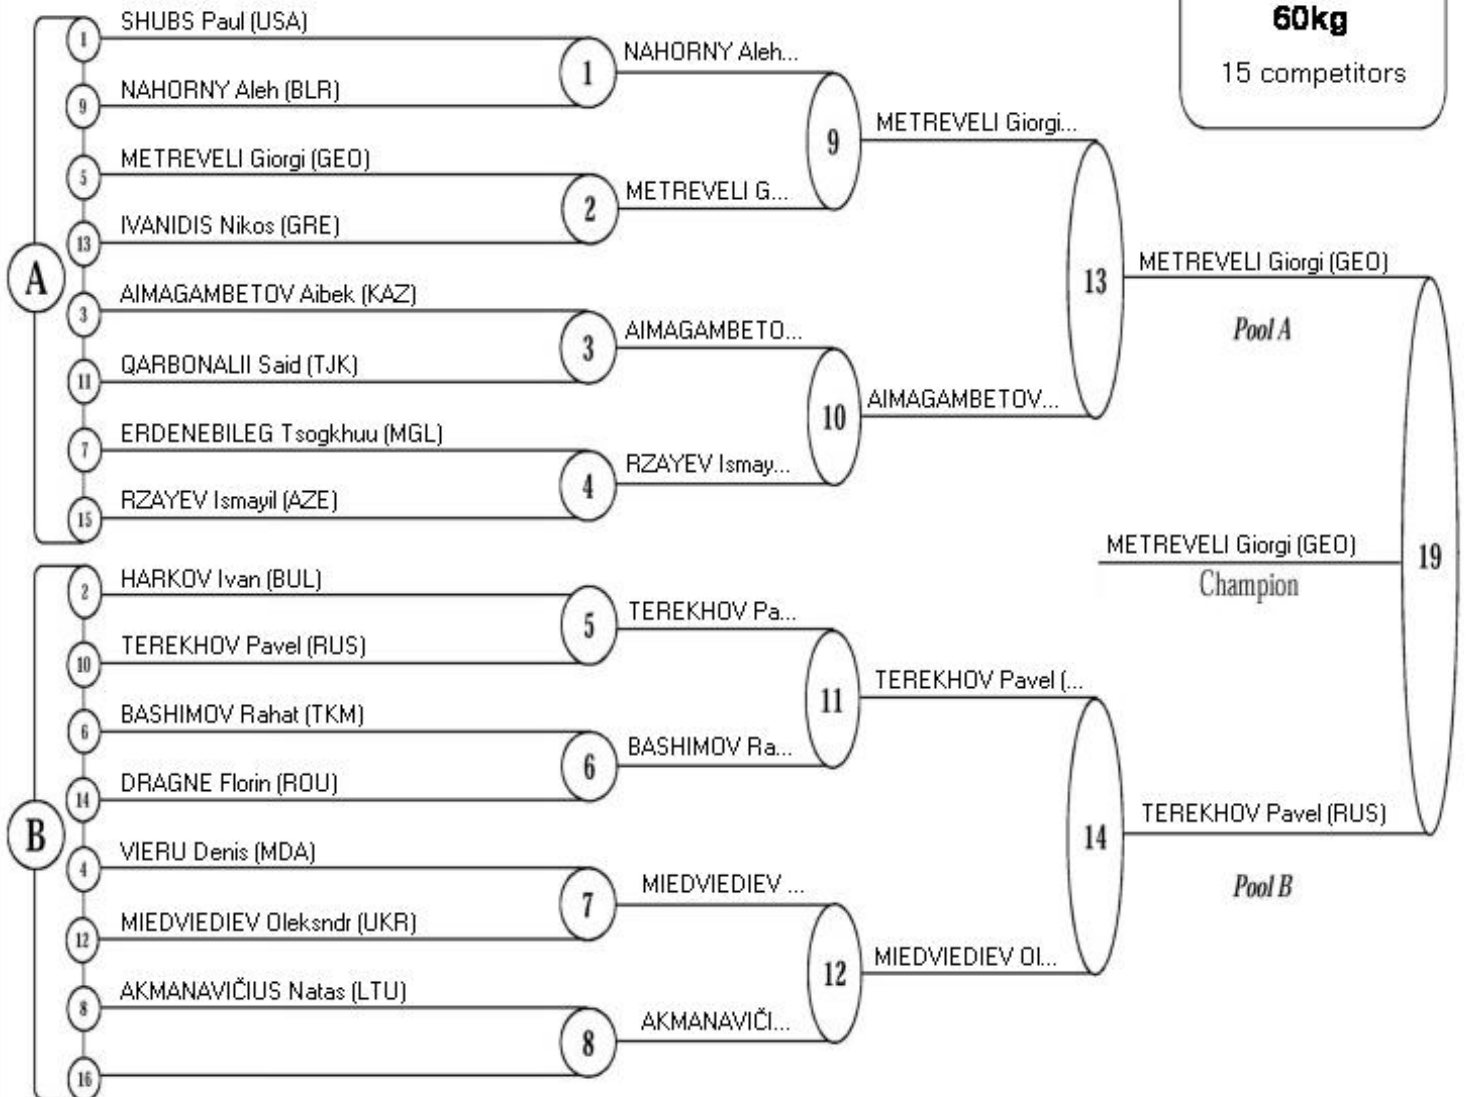 60kg
15 competitors
A
1 SHUBS Paul (USA)
9 NAHORNY Aleh (BLR)
5 METREVELI Giorgi (GEO)
13 IVANIDIS Nikos (GRE)
3 AIMAGAMBETOV Aibek (KAZ)
11 QARBONALII Said (TJK)
7 ERDENEBILEG Tsogkhuu (MGL)
15 RZAYEV Ismayil (AZE)
1
2
3
4
NAHORNY Aleh...
METREVELI G...
AIMAGAMBETO...
RZAYEV Ismay...
9
10
METREVELI Giorgi...
AIMAGAMBETOV...
13
METREVELI Giorgi (GEO)
Pool A
B
2 HARKOV Ivan (BUL)
10 TEREKHOV Pavel (RUS)
6 BASHIMOV Rahat (TKM)
14 DRAGNE Florin (ROU)
4 VIERU Denis (MDA)
12 MIEDVIEDIEV Oleksndr (UKR)
8 AKMANAVIČIUS Natas (LTU)
16
5
6
7
8
TEREKHOV Pa...
BASHIMOV Ra...
MIEDVIEDIEV ...
AKMANAVIČI...
11
12
TEREKHOV Pavel (...
MIEDVIEDIEV Ol...
14
TEREKHOV Pavel (RUS)
Pool B
19
METREVELI Giorgi (GEO)
Champion